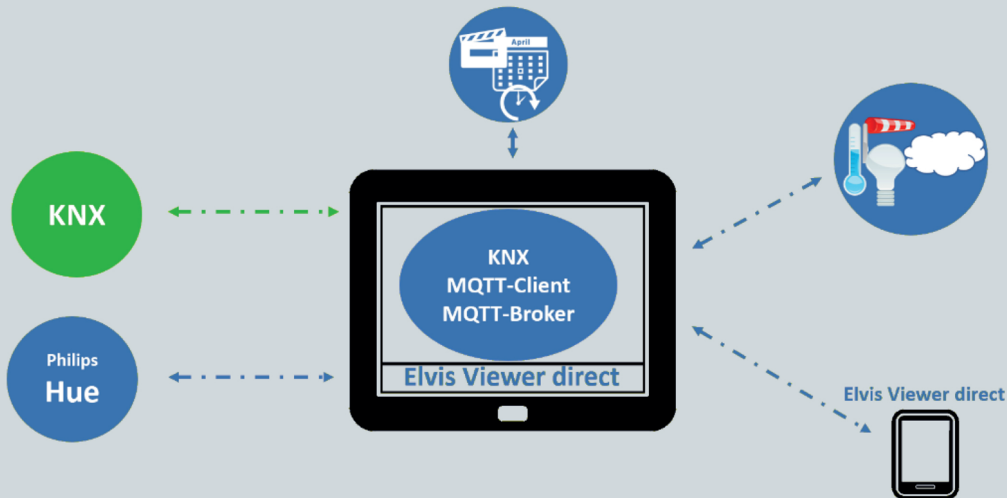 April
KNX
KNX
MQTT-Client
MQTT-Broker
Philips
Hue
Elvis Viewer direct
Elvis Viewer direct